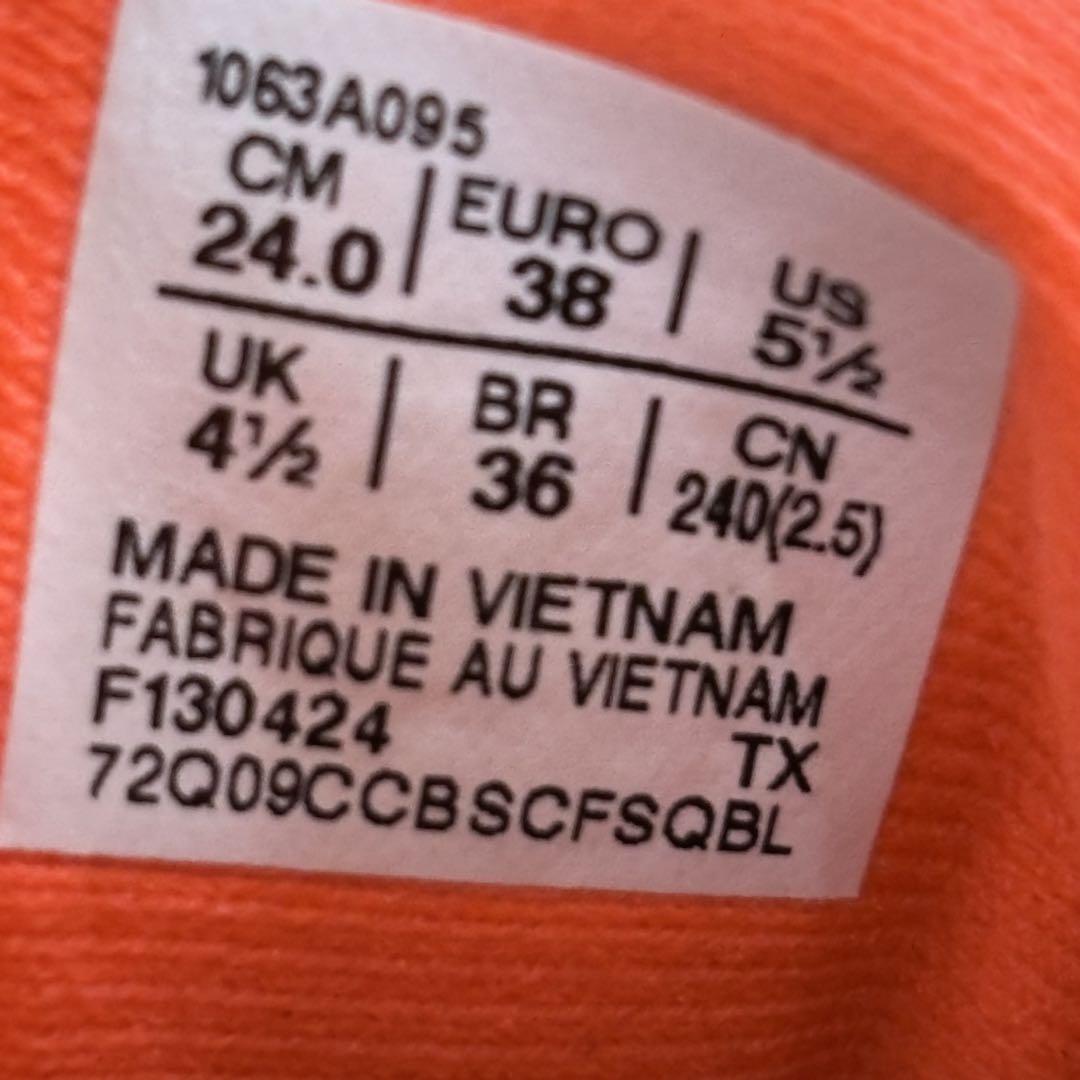 1063A095
CM | EURO | US
24.0 | 38 | 5½
UK | BR | CN
4½ | 36 | 240(2.5)
MADE IN VIETNAM
FABRIQUE AU VIETNAM
F130424 TX
72Q09CCBSCFSQBL